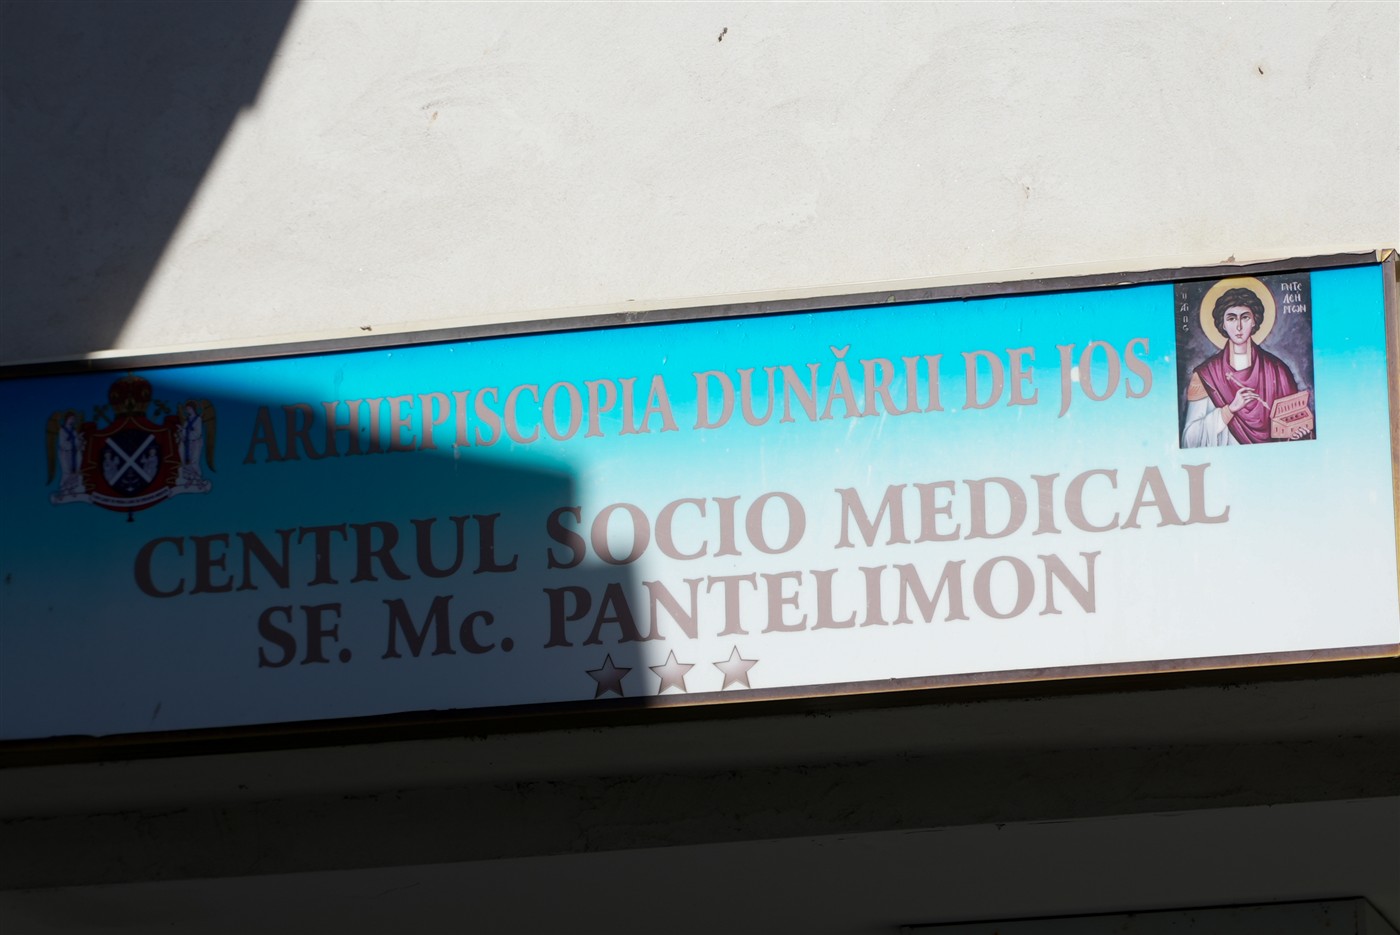 ARHIEPISCOPIA DUNĂRII DE JOS
CENTRUL SOCIO MEDICAL
SF. Mc. PANTELIMON